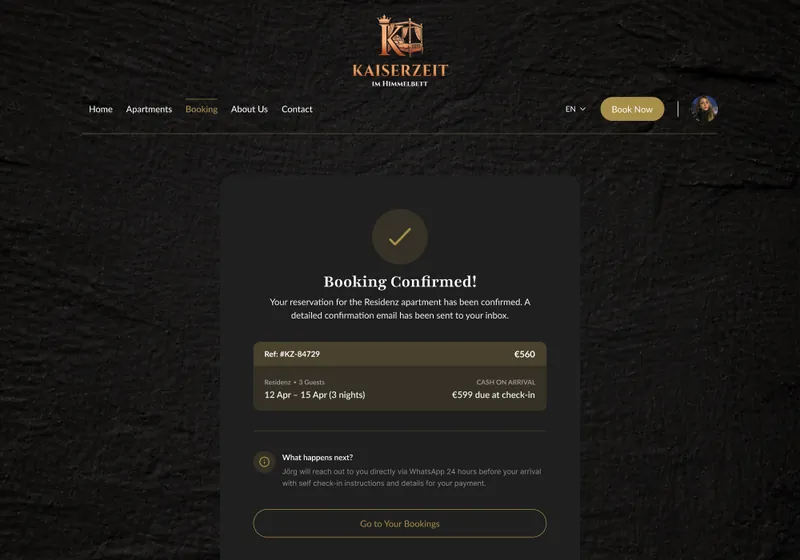 K
KAISERZEIT
IM HIMMELBETT
Home Apartments Booking About Us Contact EN Book Now
Booking Confirmed!
Your reservation for the Residenz apartment has been confirmed. A
detailed confirmation email has been sent to your inbox.
Ref: #KZ-84729 €560
Residenz • 3 Guests CASH ON ARRIVAL
12 Apr – 15 Apr (3 nights) €599 due at check-in
What happens next?
Jörg will reach out to you directly via WhatsApp 24 hours before your arrival
with self check-in instructions and details for your payment.
Go to Your Bookings